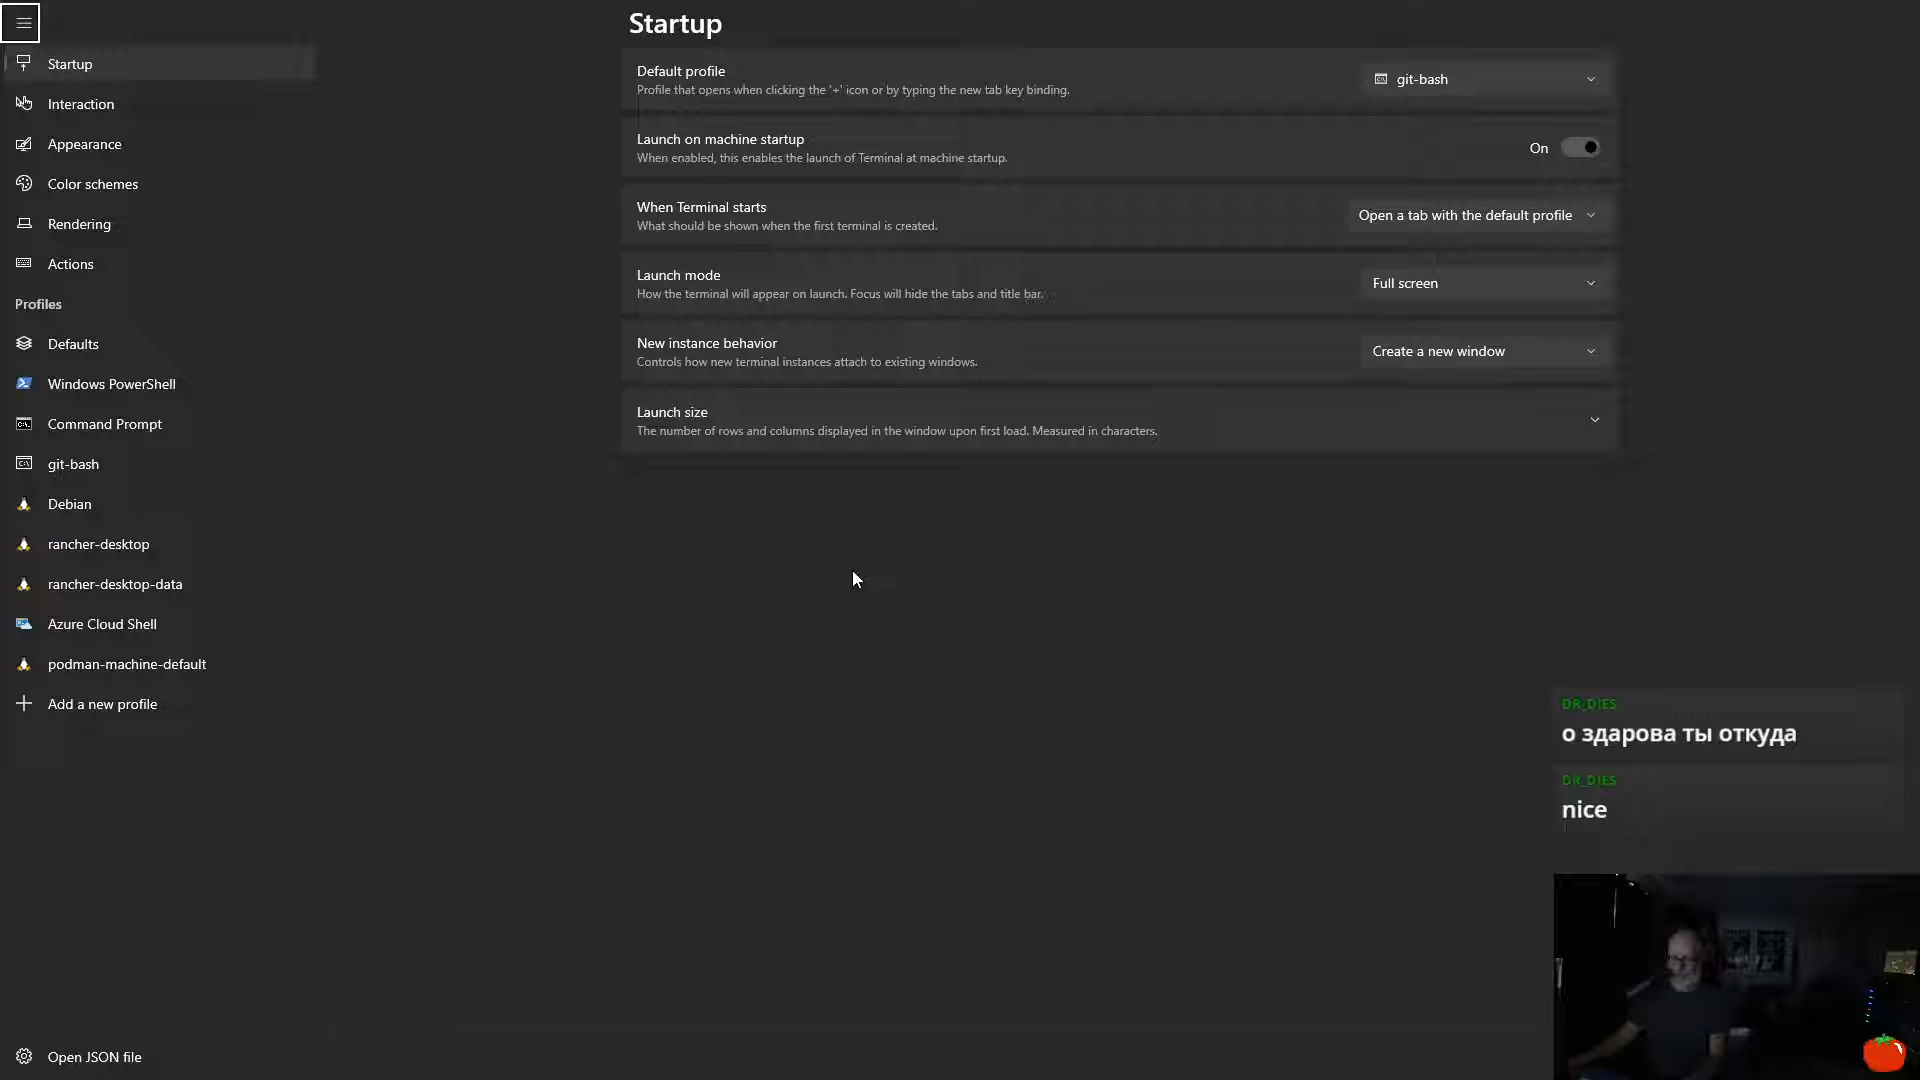 Startup
Interaction
Appearance
Color schemes
Rendering
Actions
Profiles
Defaults
Windows PowerShell
Command Prompt
git-bash
Debian
rancher-desktop
rancher-desktop-data
Azure Cloud Shell
podman-machine-default
Add a new profile
Open JSON file
Startup
Default profile
Profile that opens when clicking the '+' icon or by typing the new tab key binding.
git-bash
Launch on machine startup
When enabled, this enables the launch of Terminal at machine startup.
On
When Terminal starts
What should be shown when the first terminal is created.
Open a tab with the default profile
Launch mode
How the terminal will appear on launch. Focus will hide the tabs and title bar.
Full screen
New instance behavior
Controls how new terminal instances attach to existing windows.
Create a new window
Launch size
The number of rows and columns displayed in the window upon first load. Measured in characters.
DR_DIES
о здарова ты откуда
DR_DIES
nice